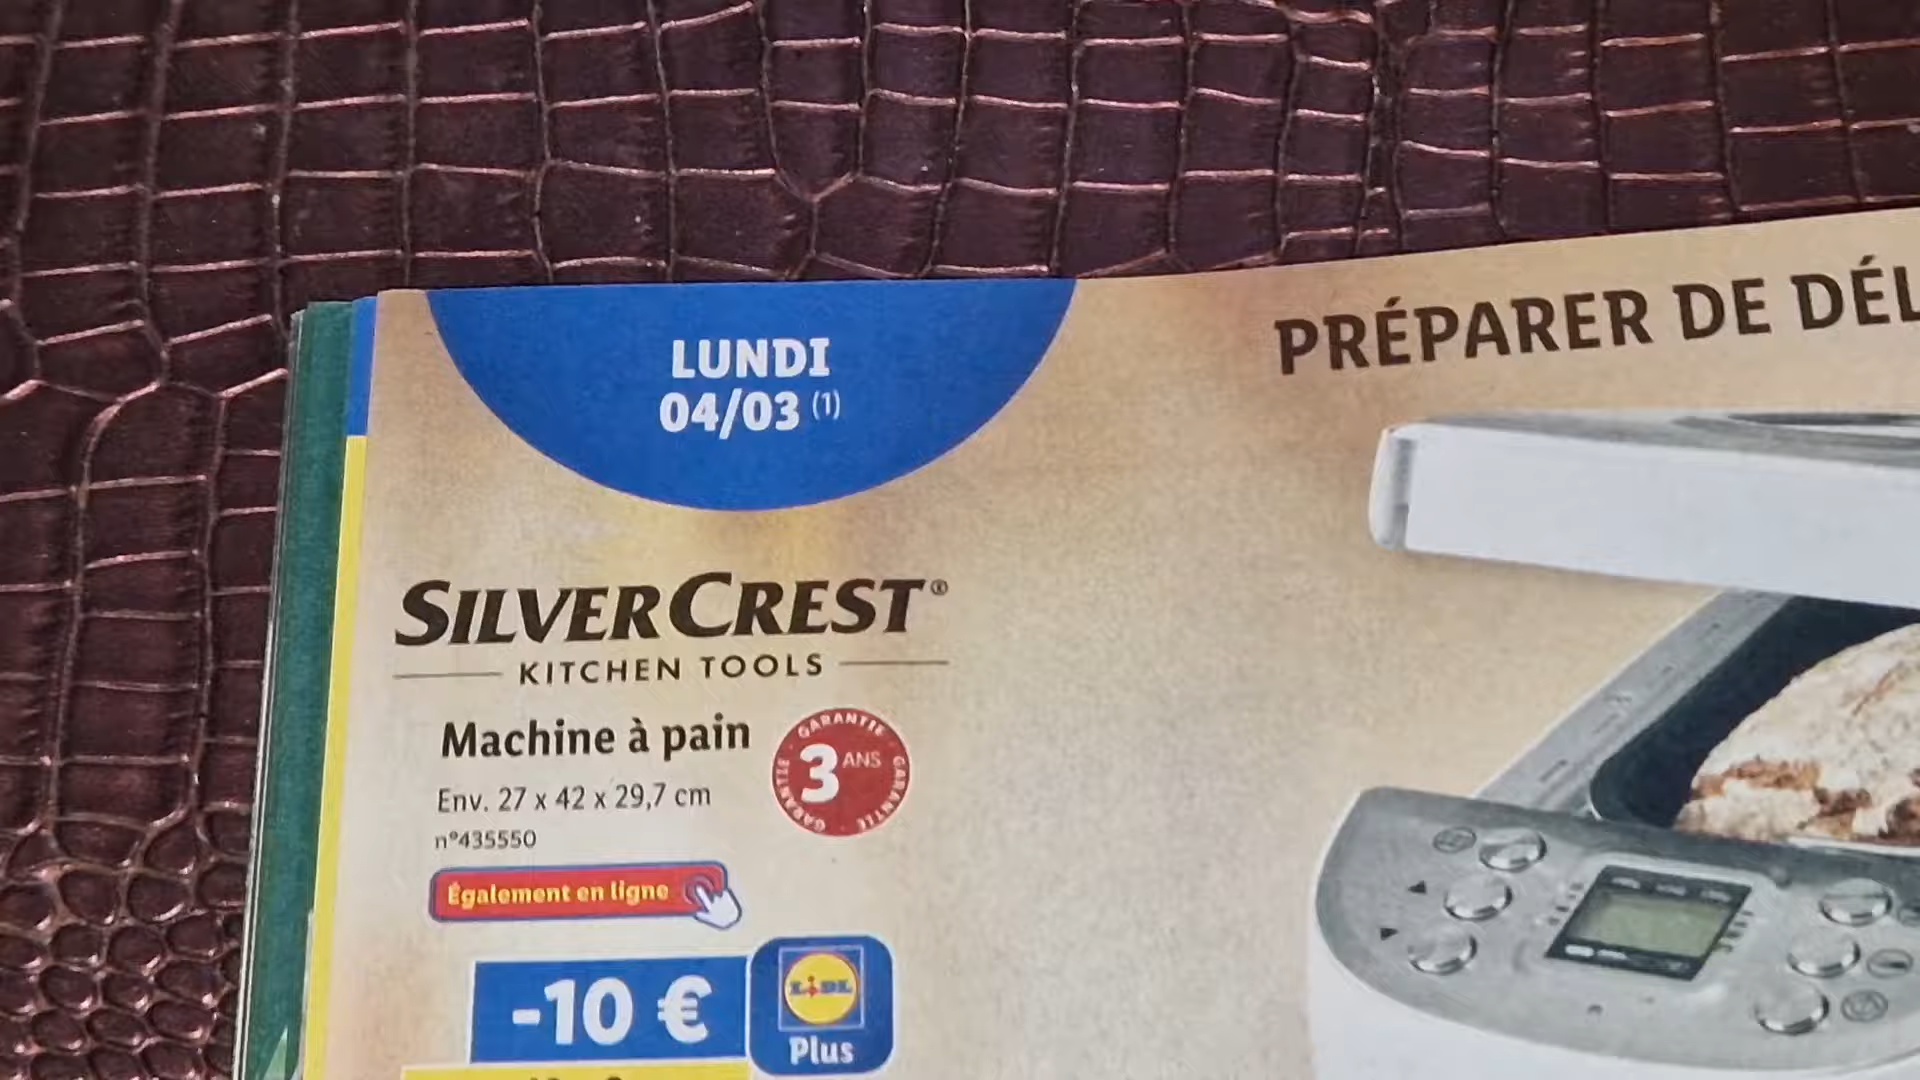 LUNDI
04/03 (1)
PRÉPARER DE DÉL
SILVERCREST®
KITCHEN TOOLS
Machine à pain
Env. 27 x 42 x 29,7 cm
n°435550
GARANTIE
3 ANS
GARANTIE
GARANTIE
GARANTIE
Également en ligne
-10 €
LIDL
Plus